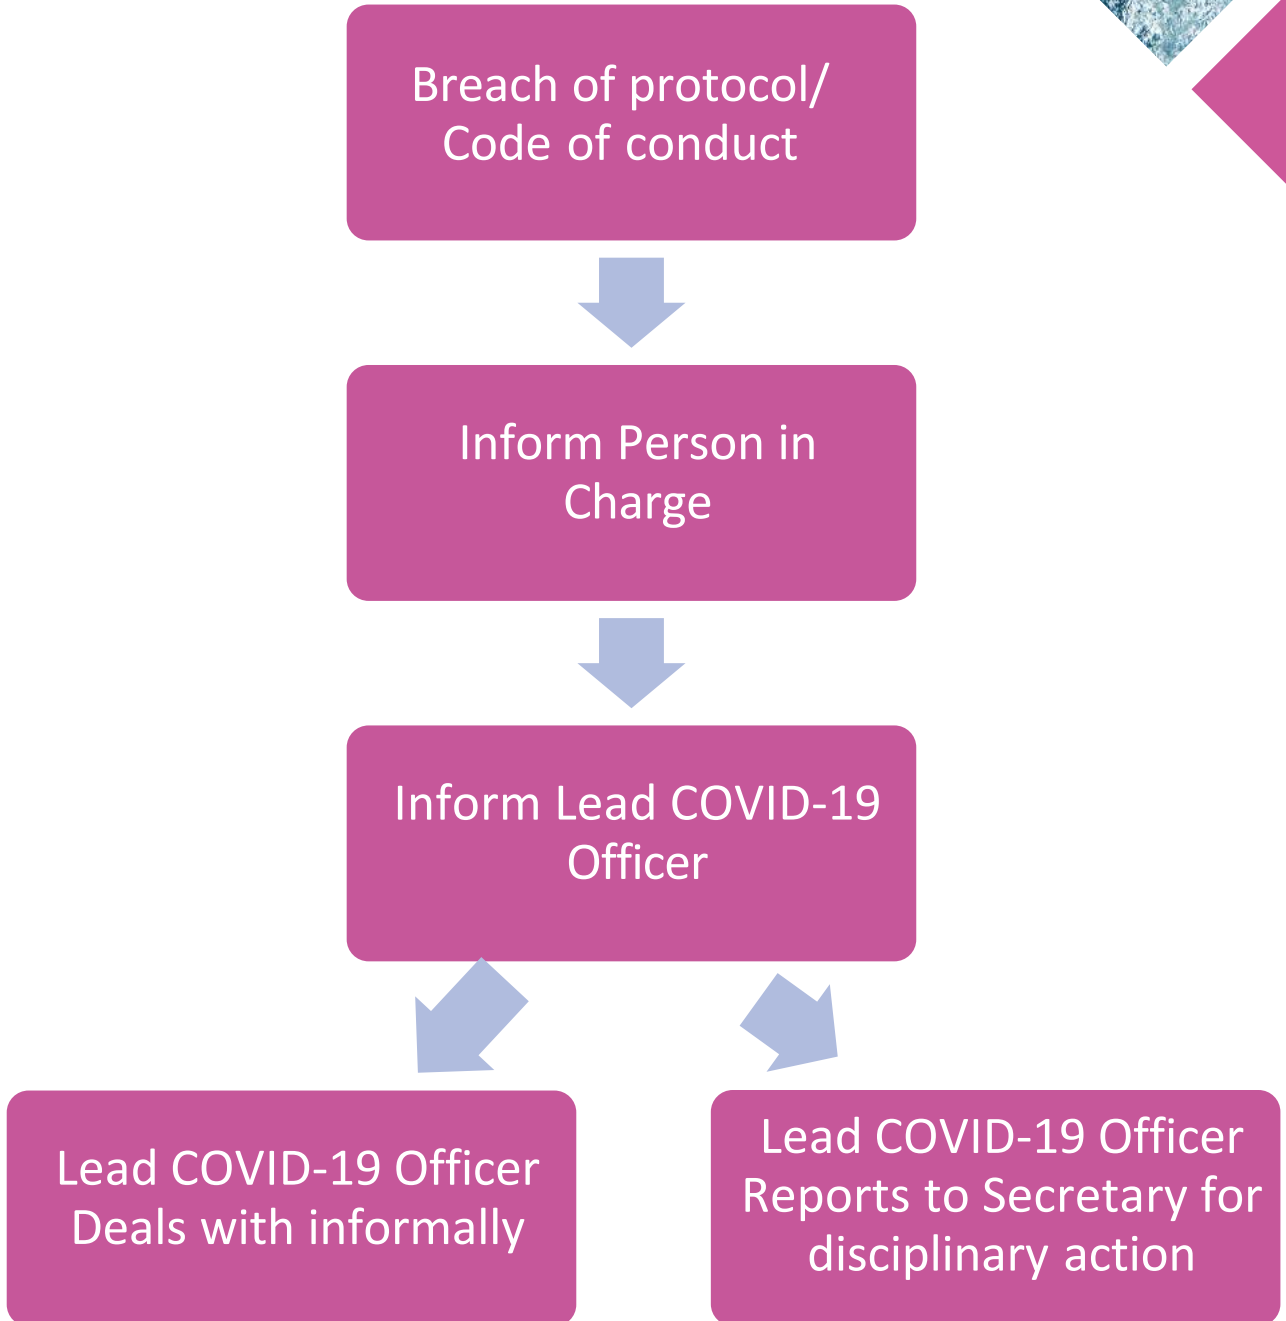 Breach of protocol/
Code of conduct
Inform Person in
Charge
Inform Lead COVID-19
Officer
Lead COVID-19 Officer
Deals with informally
Lead COVID-19 Officer
Reports to Secretary for
disciplinary action